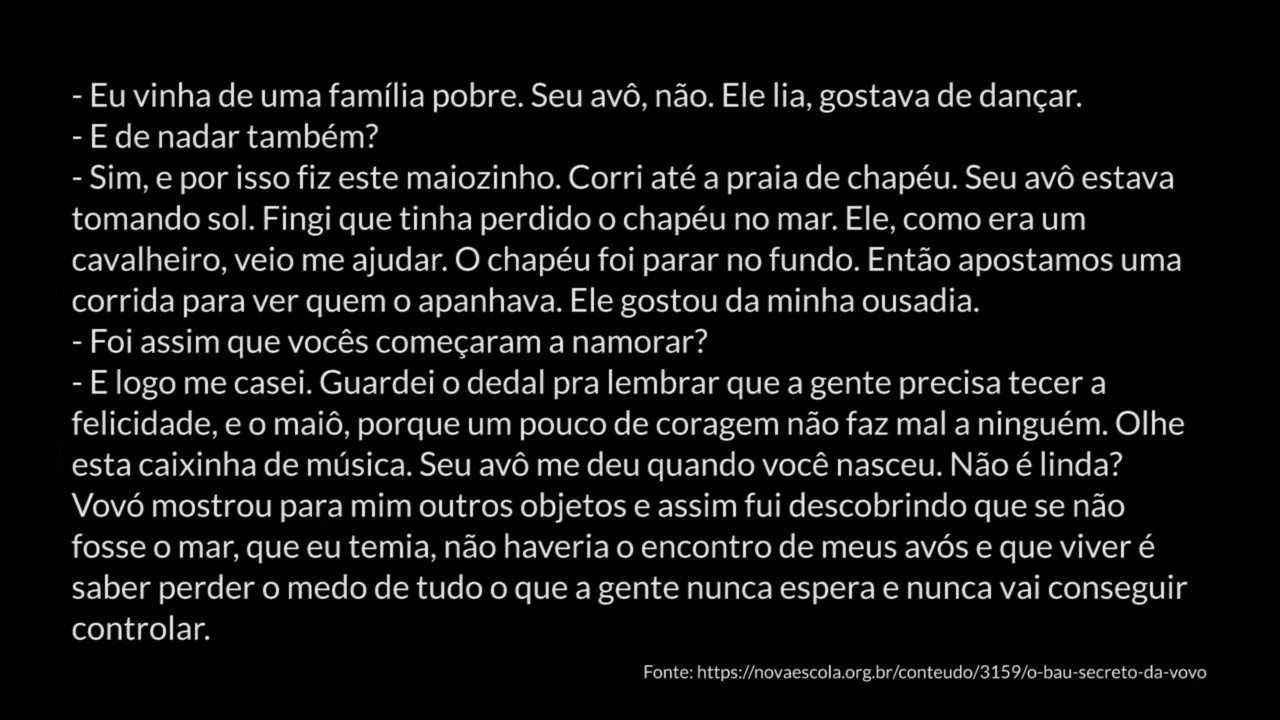 - Eu vinha de uma família pobre. Seu avô, não. Ele lia, gostava de dançar.
- E de nadar também?
- Sim, e por isso fiz este maiozinho. Corri até a praia de chapéu. Seu avô estava
tomando sol. Fingi que tinha perdido o chapéu no mar. Ele, como era um
cavalheiro, veio me ajudar. O chapéu foi parar no fundo. Então apostamos uma
corrida para ver quem o apanhava. Ele gostou da minha ousadia.
- Foi assim que vocês começaram a namorar?
- E logo me casei. Guardei o dedal pra lembrar que a gente precisa tecer a
felicidade, e o maiô, porque um pouco de coragem não faz mal a ninguém. Olhe
esta caixinha de música. Seu avô me deu quando você nasceu. Não é linda?
Vovó mostrou para mim outros objetos e assim fui descobrindo que se não
fosse o mar, que eu temia, não haveria o encontro de meus avós e que viver é
saber perder o medo de tudo o que a gente nunca espera e nunca vai conseguir
controlar.
Fonte: https://novaescola.org.br/conteudo/3159/o-bau-secreto-da-vovo